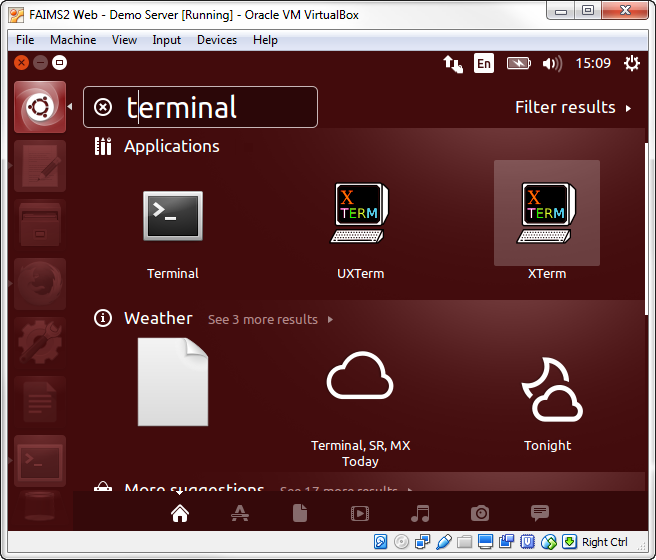 FAIMS2 Web - Demo Server [Running] - Oracle VM VirtualBox
File Machine View Input Devices Help
En 15:09
terminal
Filter results
Applications
>_
X TERM
X TERM
Terminal UXTerm XTerm
Weather See 3 more results
Terminal, SR, MX
Today
Tonight
More suggestions See 17 more results
Right Ctrl